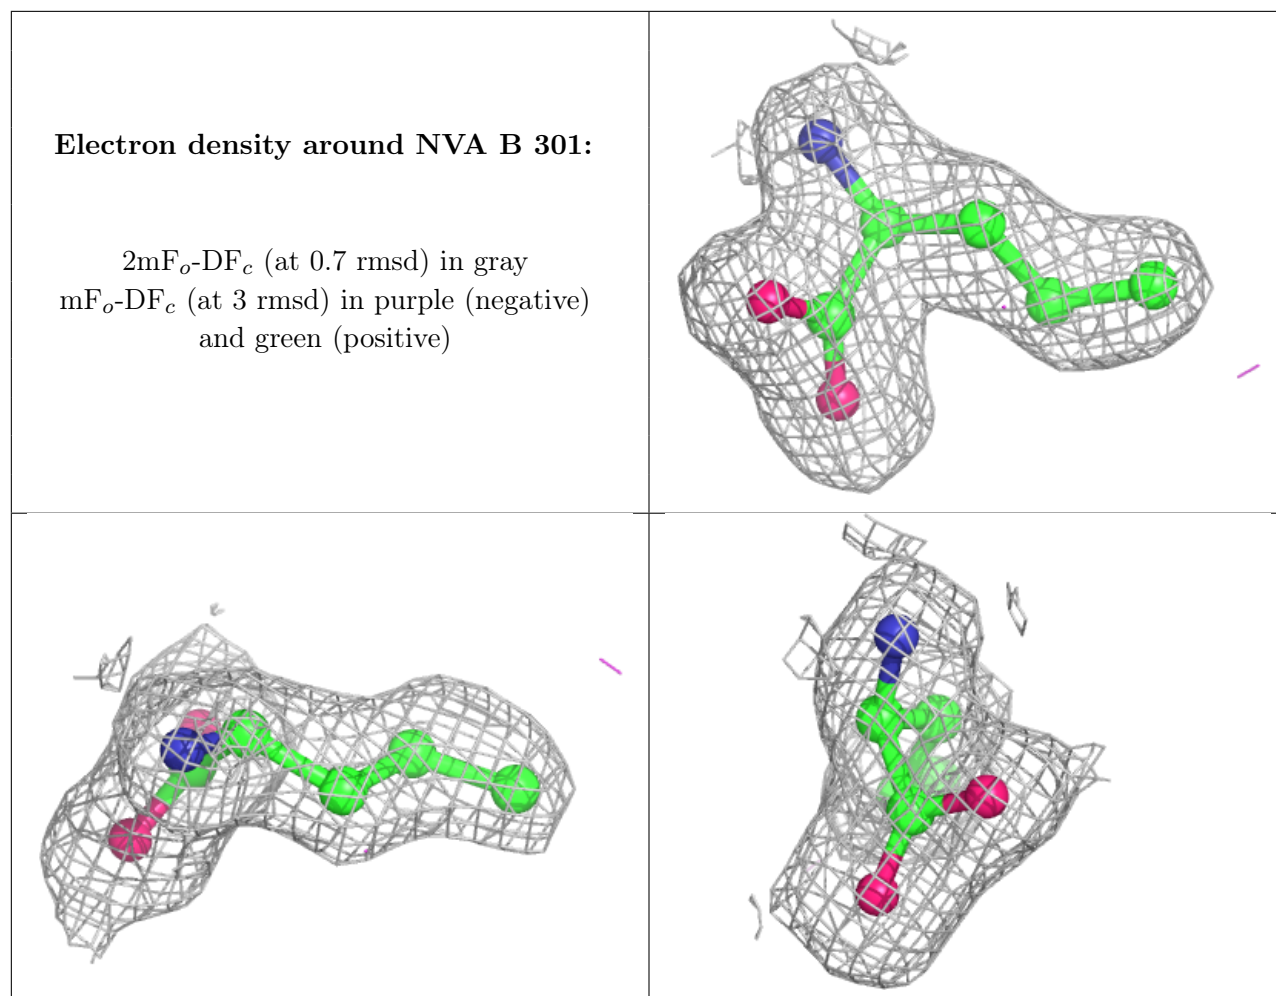 Electron density around NVA B 301:
2mFₒ-DF𝒸 (at 0.7 rmsd) in gray
mFₒ-DF𝒸 (at 3 rmsd) in purple (negative)
and green (positive)